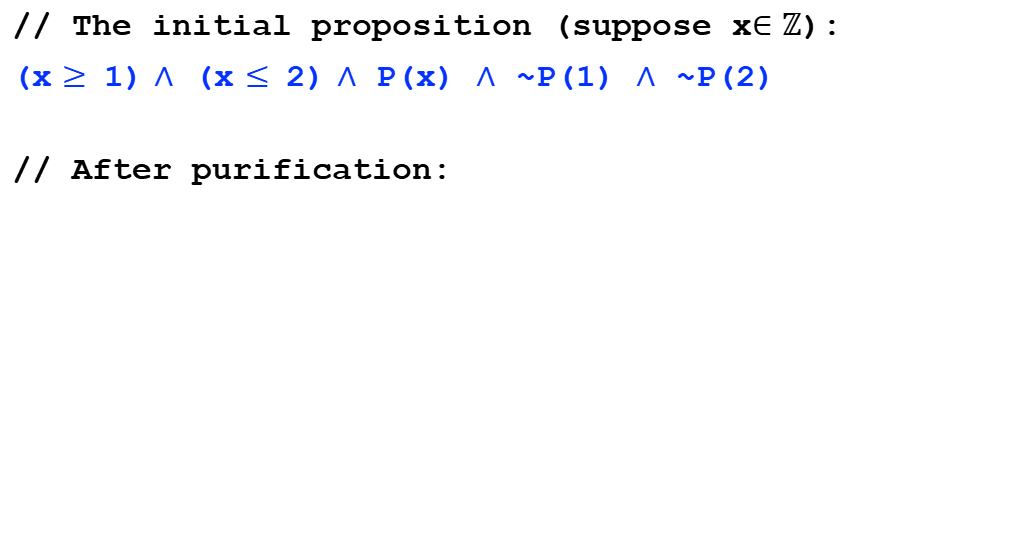 // The initial proposition (suppose x∈ ℤ):
(x ≥ 1) ∧ (x ≤ 2) ∧ P(x) ∧ ~P(1) ∧ ~P(2)
// After purification: